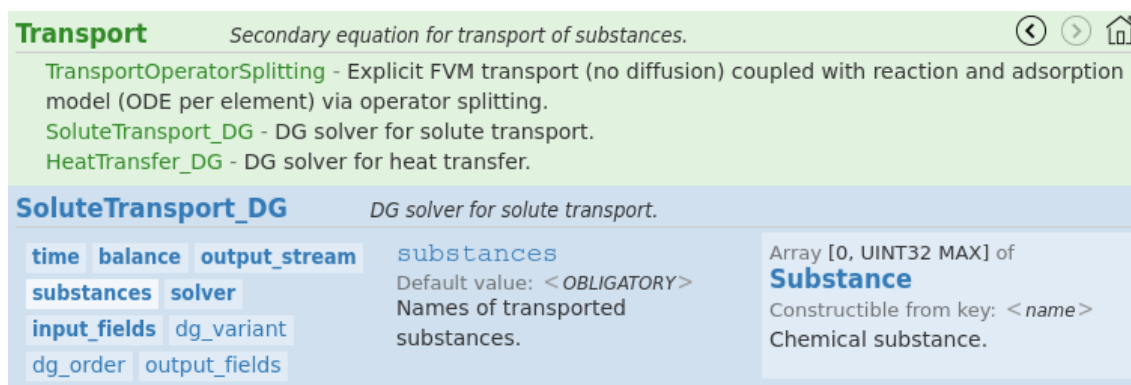 Transport Secondary equation for transport of substances.
TransportOperatorSplitting - Explicit FVM transport (no diffusion) coupled with reaction and adsorption
model (ODE per element) via operator splitting.
SoluteTransport_DG - DG solver for solute transport.
HeatTransfer_DG - DG solver for heat transfer.
SoluteTransport_DG DG solver for solute transport.
time balance output_stream
substances solver
input_fields dg_variant
dg_order output_fields
substances
Default value: <OBLIGATORY>
Names of transported
substances.
Array [0, UINT32 MAX] of
Substance
Constructible from key: <name>
Chemical substance.